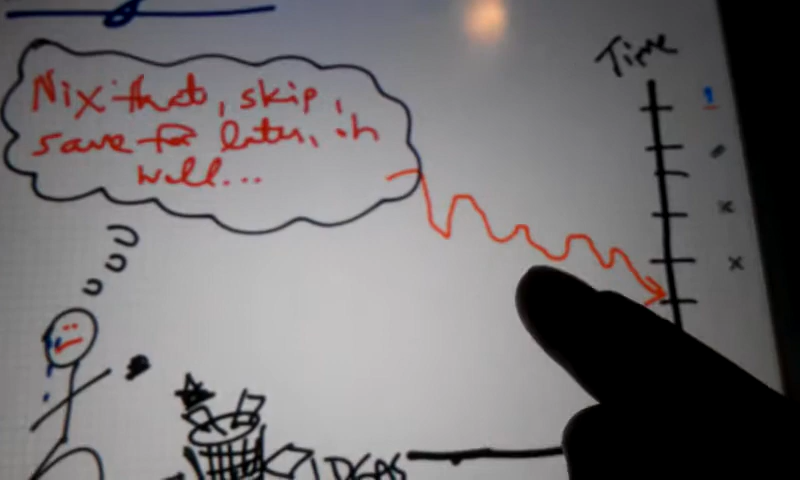 Nix that, skip,
save for later, oh
well...
Time
!
x
x
IDEAS